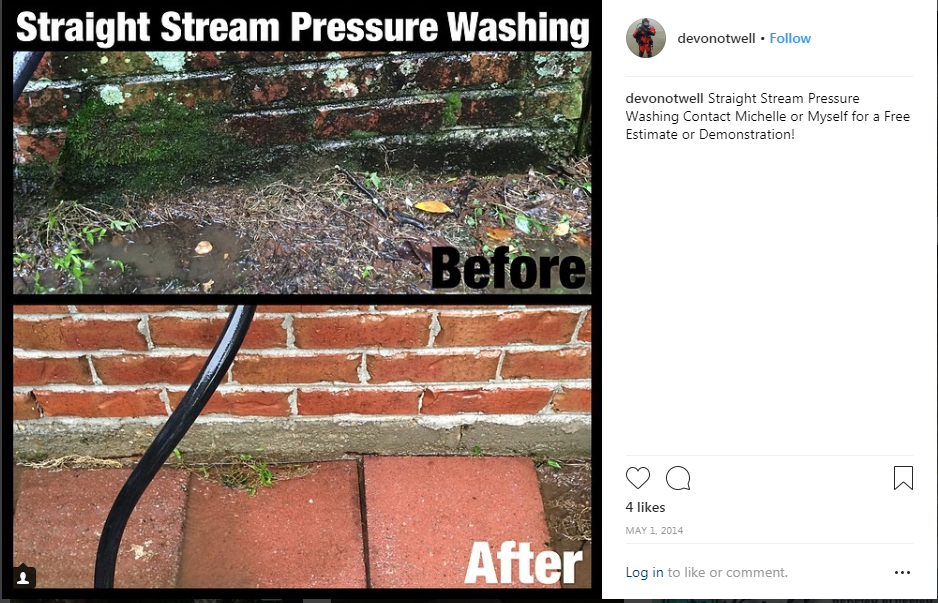 Straight Stream Pressure Washing
Before
After
devonotwell • Follow
devonotwell Straight Stream Pressure
Washing Contact Michelle or Myself for a Free
Estimate or Demonstration!
4 likes
MAY 1, 2014
Log in to like or comment.